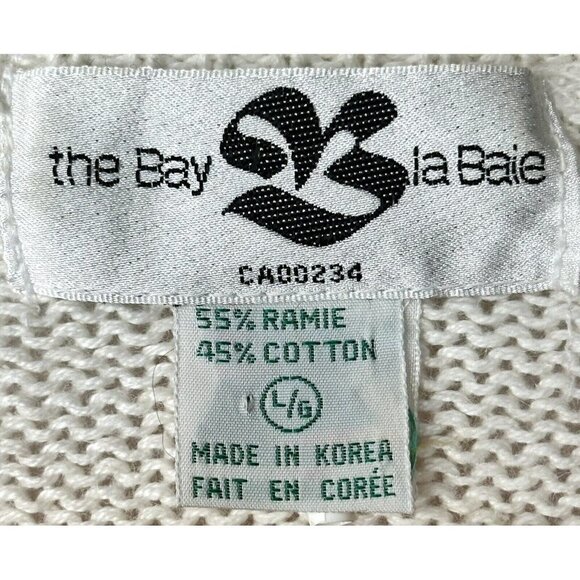 the Bay la Baie
CA00234
55% RAMIE
45% COTTON
L/G
MADE IN KOREA
FAIT EN CORÉE